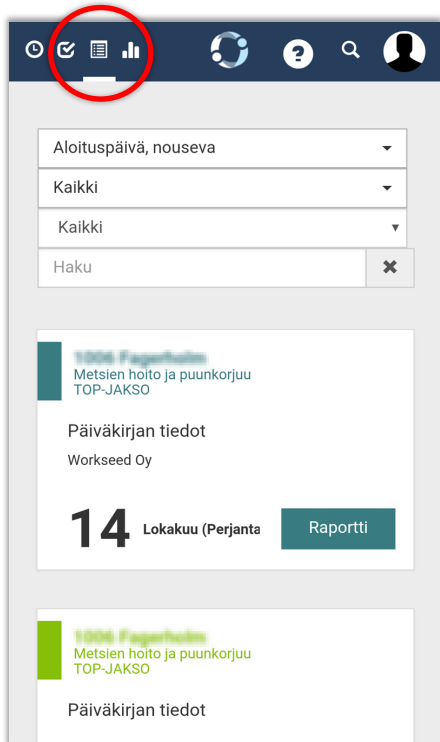 ?
Aloituspäivä, nouseva
Kaikki
Kaikki
Haku
Metsien hoito ja puunkorjuu
TOP-JAKSO
Päiväkirjan tiedot
Workseed Oy
14 Lokakuu (Perjanta
Raportti
Metsien hoito ja puunkorjuu
TOP-JAKSO
Päiväkirjan tiedot